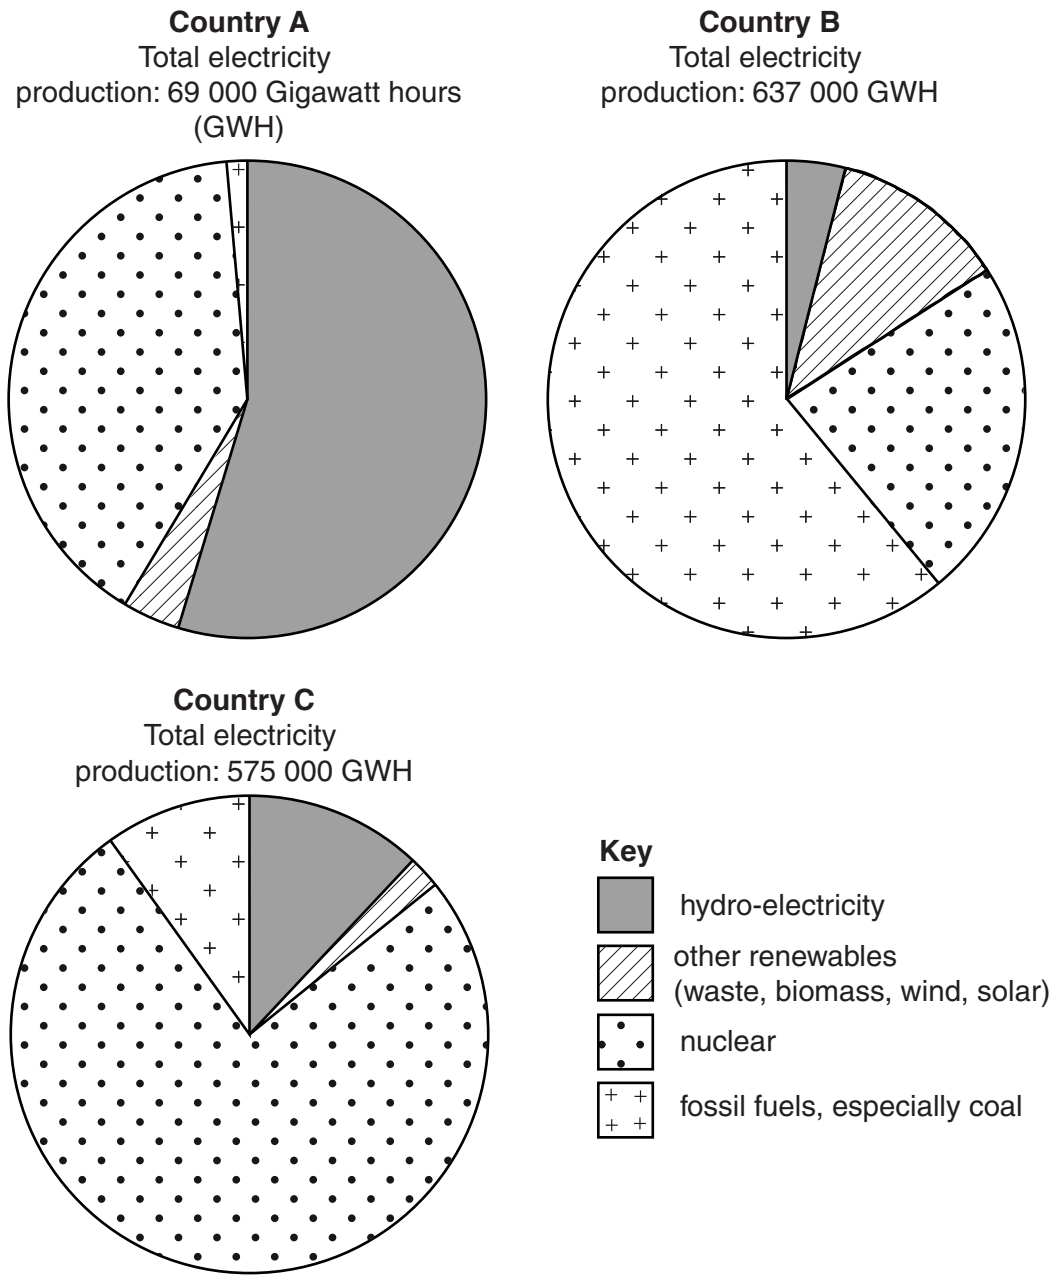 Country A
Total electricity
production: 69 000 Gigawatt hours
(GWH)
Country B
Total electricity
production: 637 000 GWH
Country C
Total electricity
production: 575 000 GWH
Key
hydro-electricity
other renewables
(waste, biomass, wind, solar)
nuclear
fossil fuels, especially coal